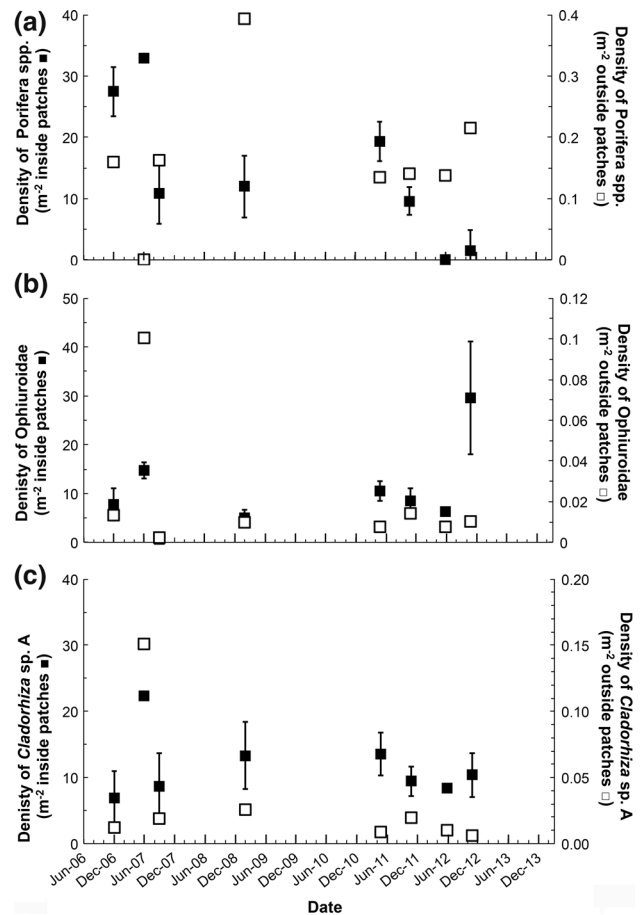 (a)
Density of Porifera spp.
(m-2 inside patches ■)
40
30
20
10
0
0.4
0.3
0.2
0.1
0
Density of Porifera spp.
(m-2 outside patches □)
(b)
Denisty of Ophiuroidae
(m-2 inside patches ■)
50
40
30
20
10
0
0.12
0.1
0.08
0.06
0.04
0.02
0
Density of Ophiuroidae
(m-2 outside patches □)
(c)
Denisty of Cladorhiza sp. A
(m-2 inside patches ■)
40
30
20
10
0
0.20
0.15
0.10
0.05
0.00
Density of Cladorhiza sp. A
(m-2 outside patches □)
Jun-06
Dec-06
Jun-07
Dec-07
Jun-08
Dec-08
Jun-09
Dec-09
Jun-10
Dec-10
Jun-11
Dec-11
Jun-12
Dec-12
Jun-13
Dec-13
Date